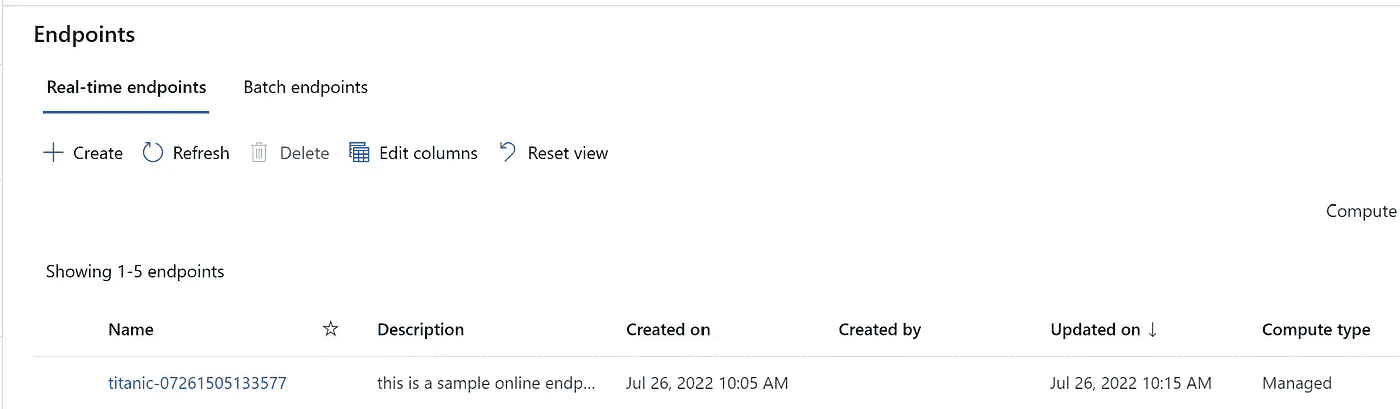 Endpoints
Real-time endpoints Batch endpoints
Create Refresh Delete Edit columns Reset view
Compute
Showing 1-5 endpoints
Name Description Created on Created by Updated on ↓ Compute type
titanic-07261505133577 this is a sample online endp... Jul 26, 2022 10:05 AM Jul 26, 2022 10:15 AM Managed